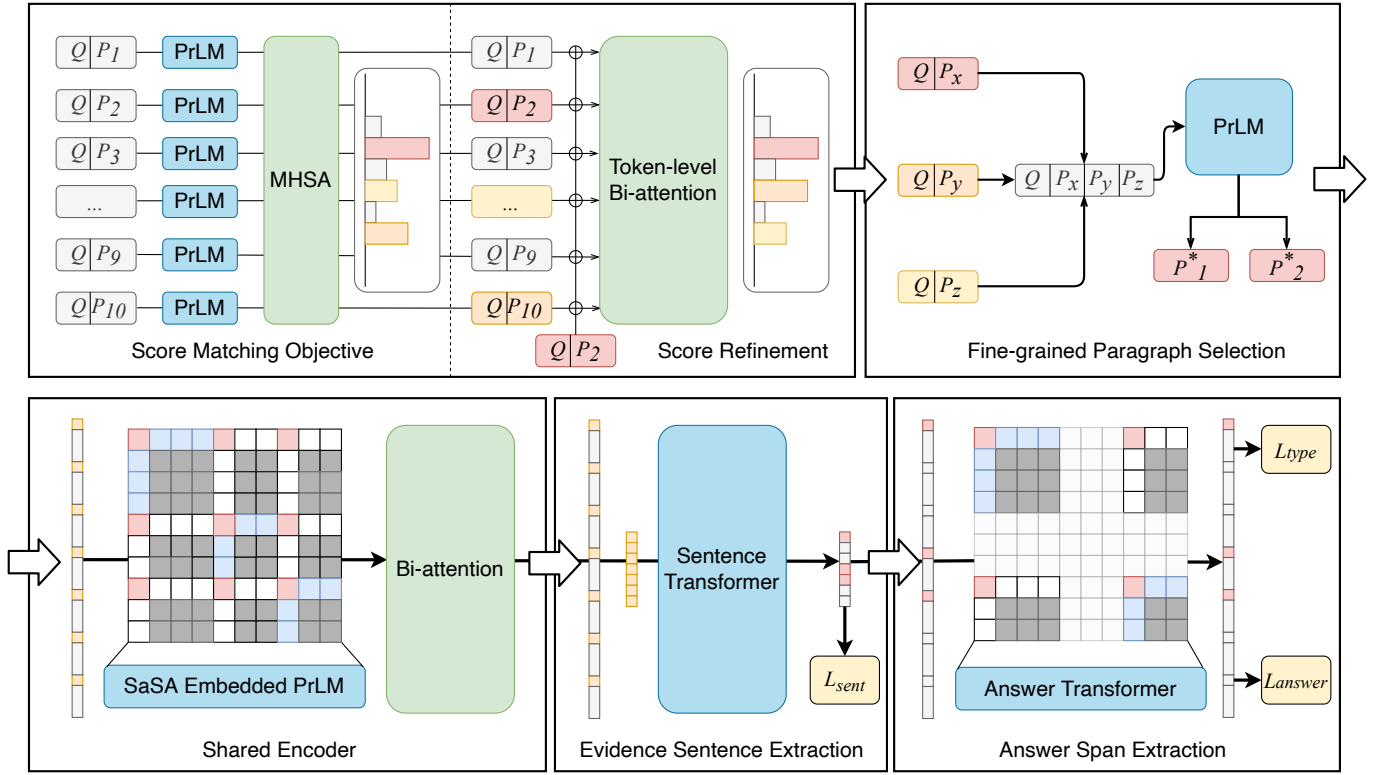 Q P1 PrLM Q P1
Q P2 PrLM Q P2
Q P3 PrLM Q P3
... PrLM ...
Q P9 PrLM Q P9
Q P10 PrLM Q P10
MHSA
Token-level
Bi-attention
Q P2
Score Matching Objective
Score Refinement
Q Px
Q Py
Q Pz
Q Px Py Pz
PrLM
P*1
P*2
Fine-grained Paragraph Selection
Bi-attention
SaSA Embedded PrLM
Shared Encoder
Sentence
Transformer
Lsent
Evidence Sentence Extraction
Ltype
Lanswer
Answer Transformer
Answer Span Extraction